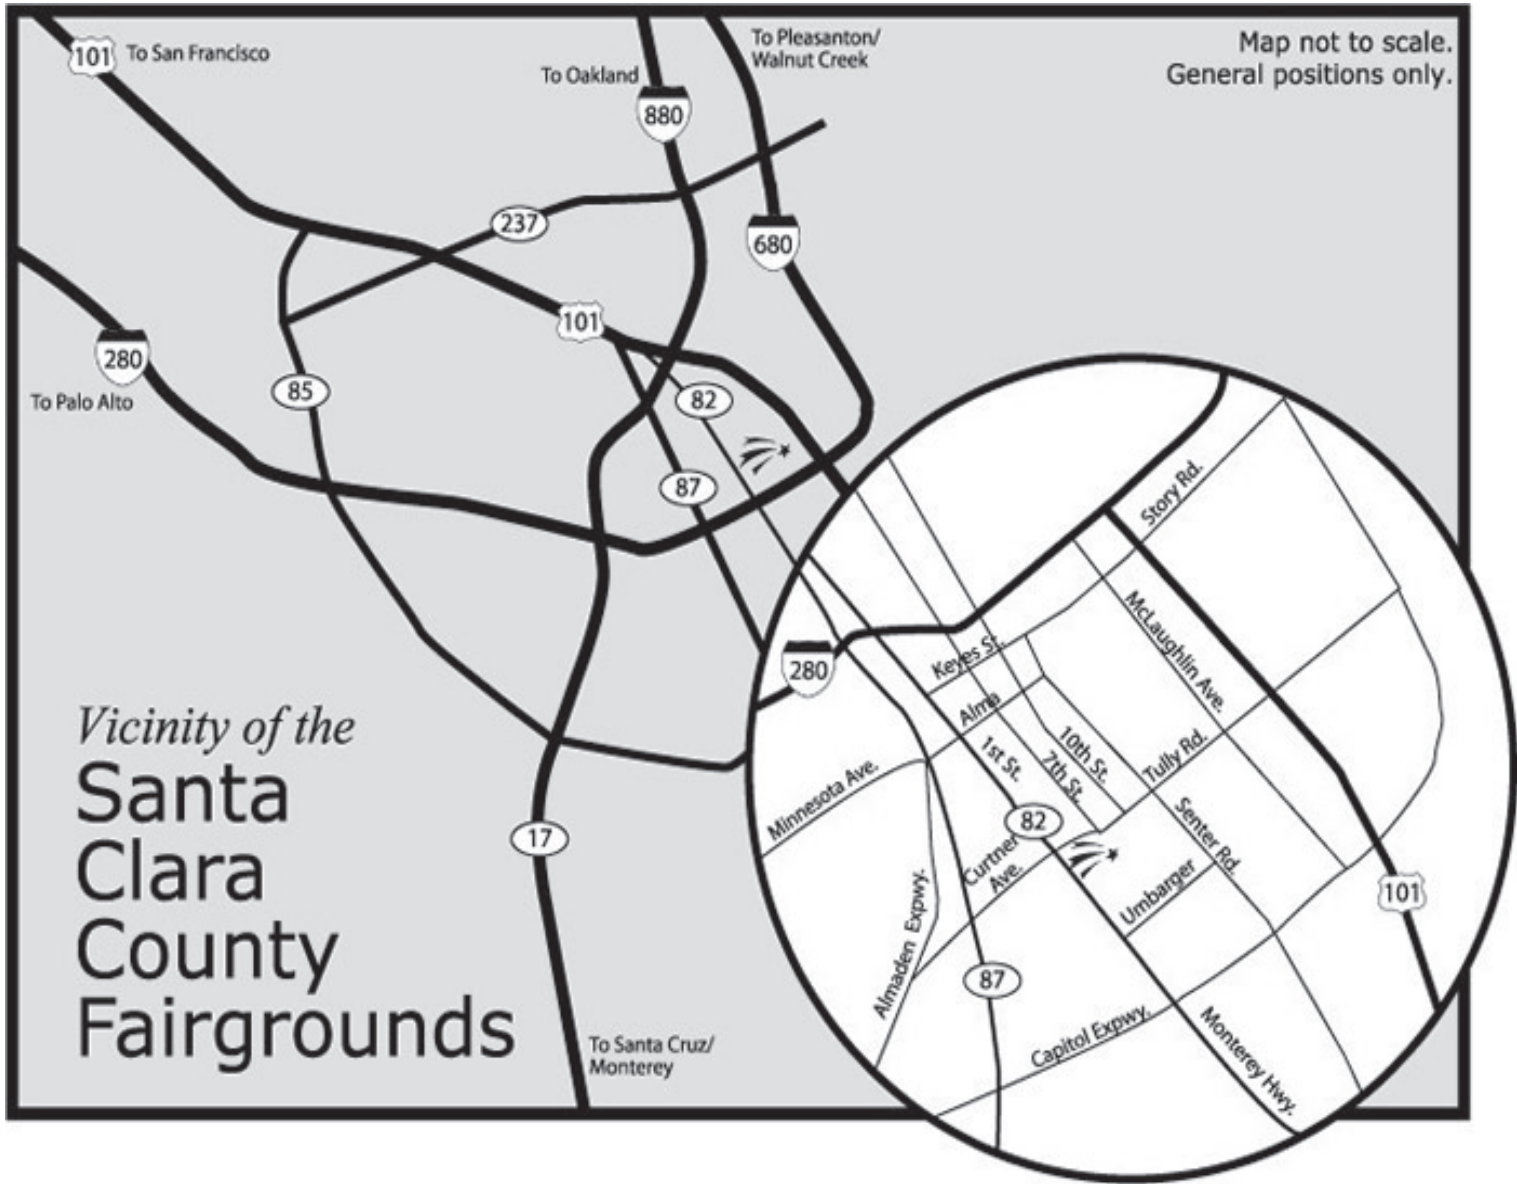 101
To San Francisco
To Oakland
880
To Pleasanton/
Walnut Creek
Map not to scale.
General positions only.
237
680
101
280
To Palo Alto
85
82
87
Story Rd.
McLaughlin Ave.
Keyes St.
280
Alma
10th St.
7th St.
1st St.
Tully Rd.
Minnesota Ave.
82
Senter Rd.
Curtner
Ave.
Umbarger
Almaden Expwy.
101
87
Capitol Expwy.
Monterey Hwy.
Vicinity of the
Santa
Clara
County
Fairgrounds
17
To Santa Cruz/
Monterey